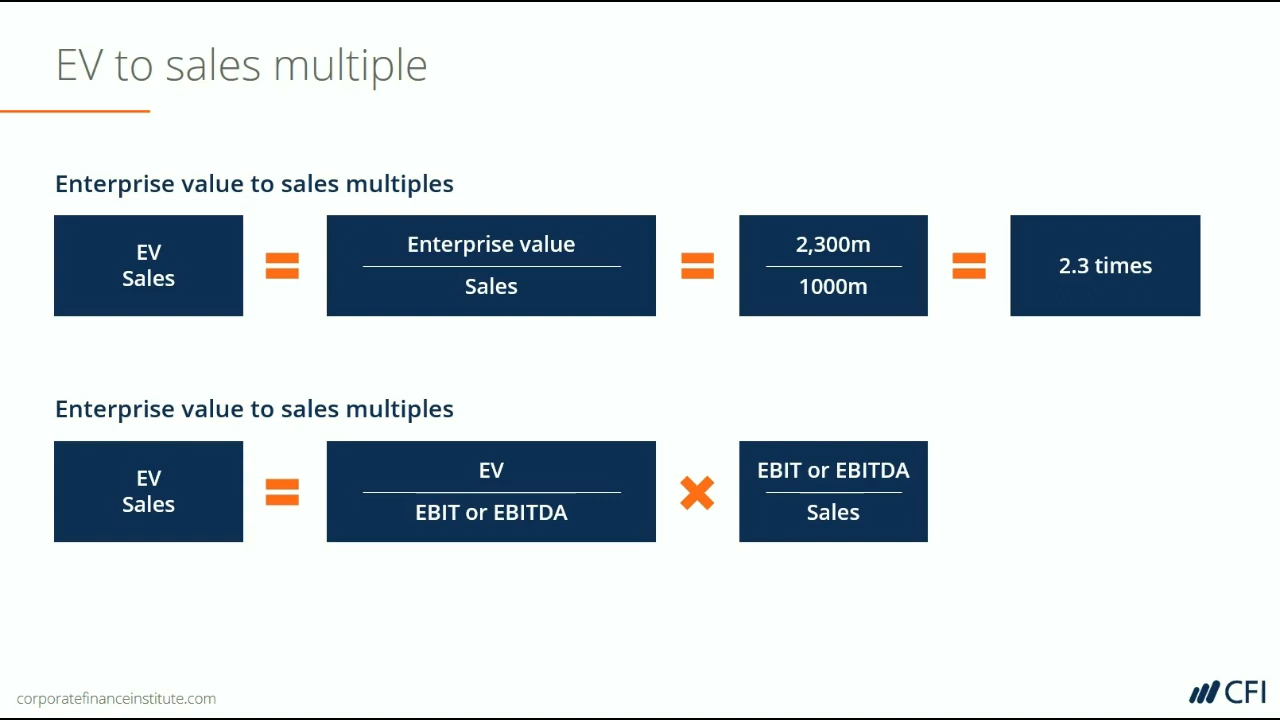 EV to sales multiple
Enterprise value to sales multiples
EV
Sales
Enterprise value
Sales
2,300m
1000m
2.3 times
Enterprise value to sales multiples
EV
Sales
EV
EBIT or EBITDA
EBIT or EBITDA
Sales
corporatefinanceinstitute.com
CFI